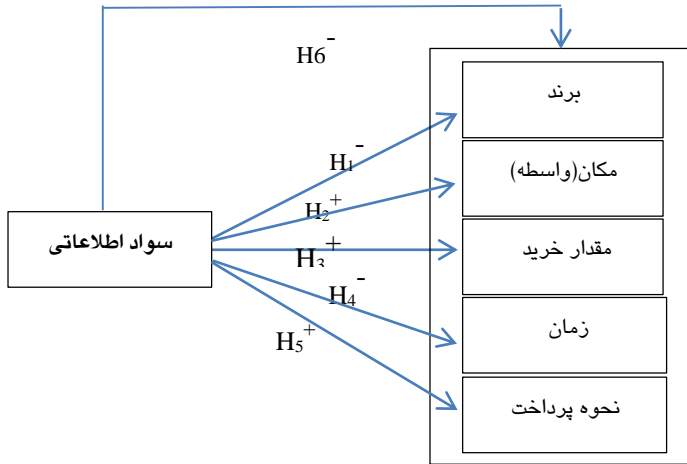 H6-
برند
H1-
مکان(واسطه)
H2+
سواد اطلاعاتی
H3+
مقدار خرید
H4-
زمان
H5+
نحوه پرداخت